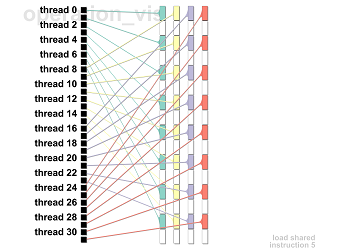 operation_vis
thread 0
thread 2
thread 4
thread 6
thread 8
thread 10
thread 12
thread 14
thread 16
thread 18
thread 20
thread 22
thread 24
thread 26
thread 28
thread 30
load shared
instruction 5